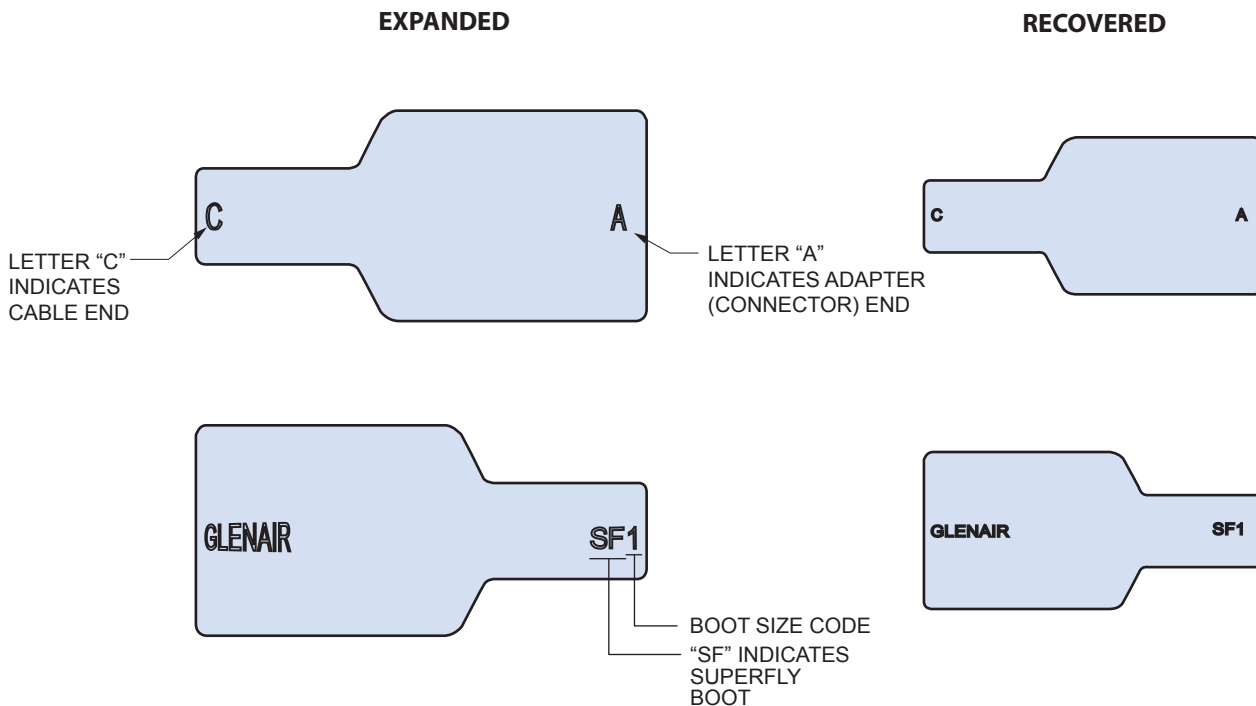 EXPANDED
RECOVERED
C
A
C
A
LETTER “C”
INDICATES
CABLE END
LETTER “A”
INDICATES ADAPTER
(CONNECTOR) END
GLENAIR
SF1
GLENAIR
SF1
BOOT SIZE CODE
“SF” INDICATES
SUPERFLY
BOOT